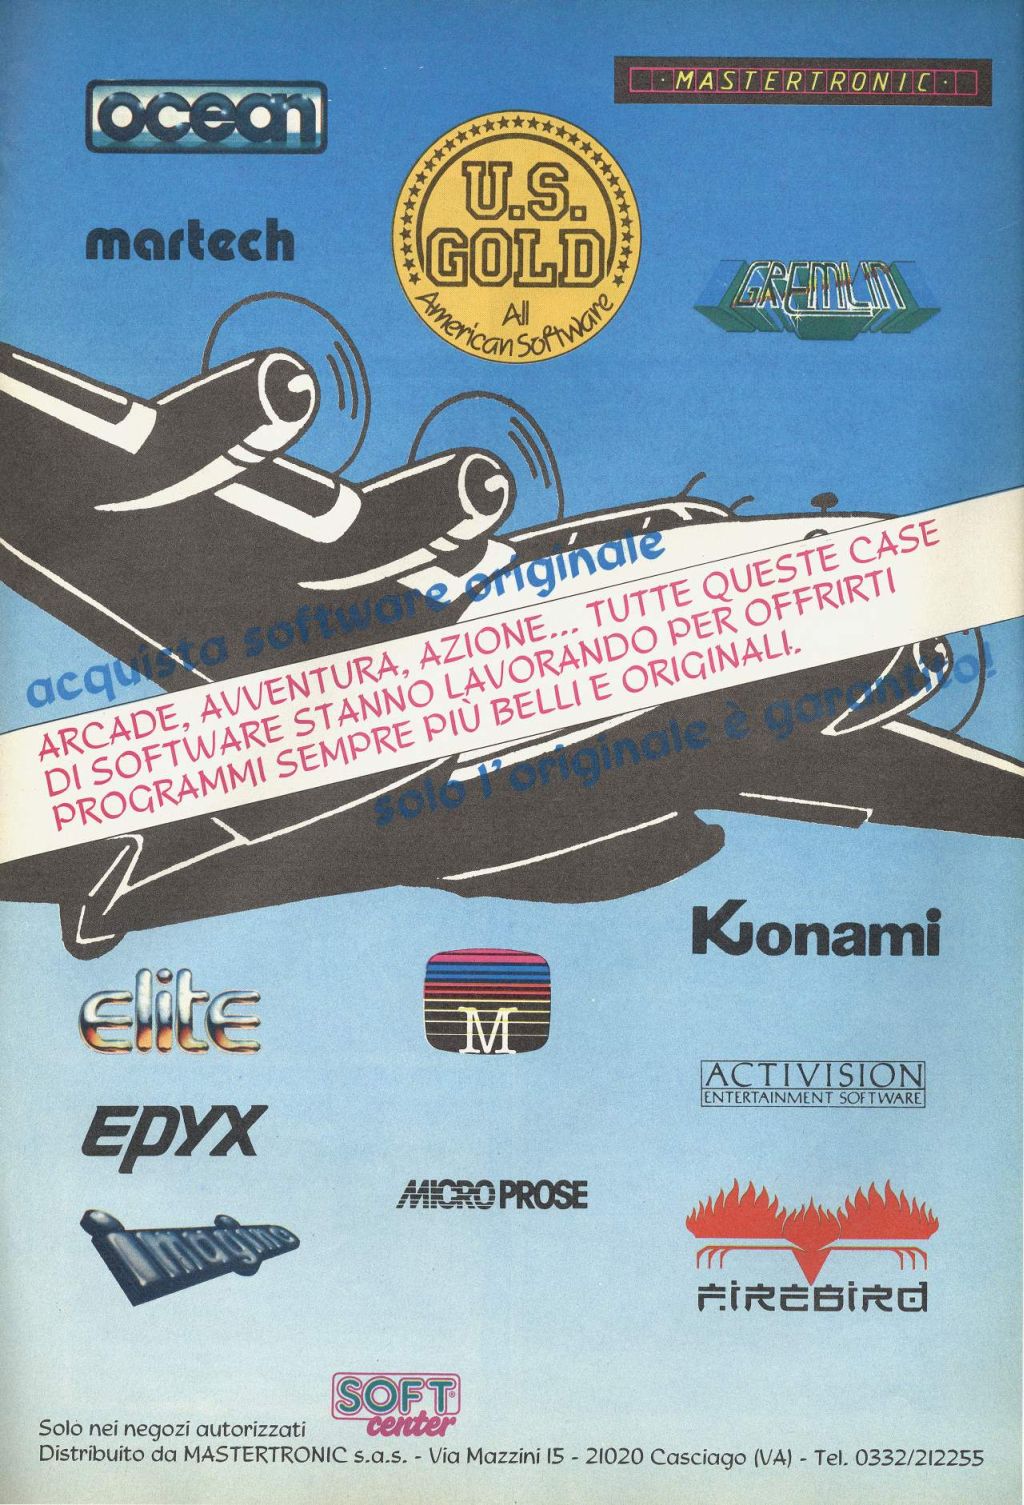 ocean
MASTERTRONIC
U.S.
GOLD
All
American Software
martech
GREMLIN
acquista software originale
ARCADE, AVVENTURA, AZIONE... TUTTE QUESTE CASE
DI SOFTWARE STANNO LAVORANDO PER OFFRIRTI
PROGRAMMI SEMPRE PIÙ BELLI E ORIGINALI.
solo l'originale è garantito!
Konami
elite
M
ACTIVISION
ENTERTAINMENT SOFTWARE
EPYX
MICROPROSE
Imagine
FIREBIRD
SOFT®
center
Solo nei negozi autorizzati
Distribuito da MASTERTRONIC s.a.s. - Via Mazzini 15 - 21020 Casciago (VA) - Tel. 0332/212255